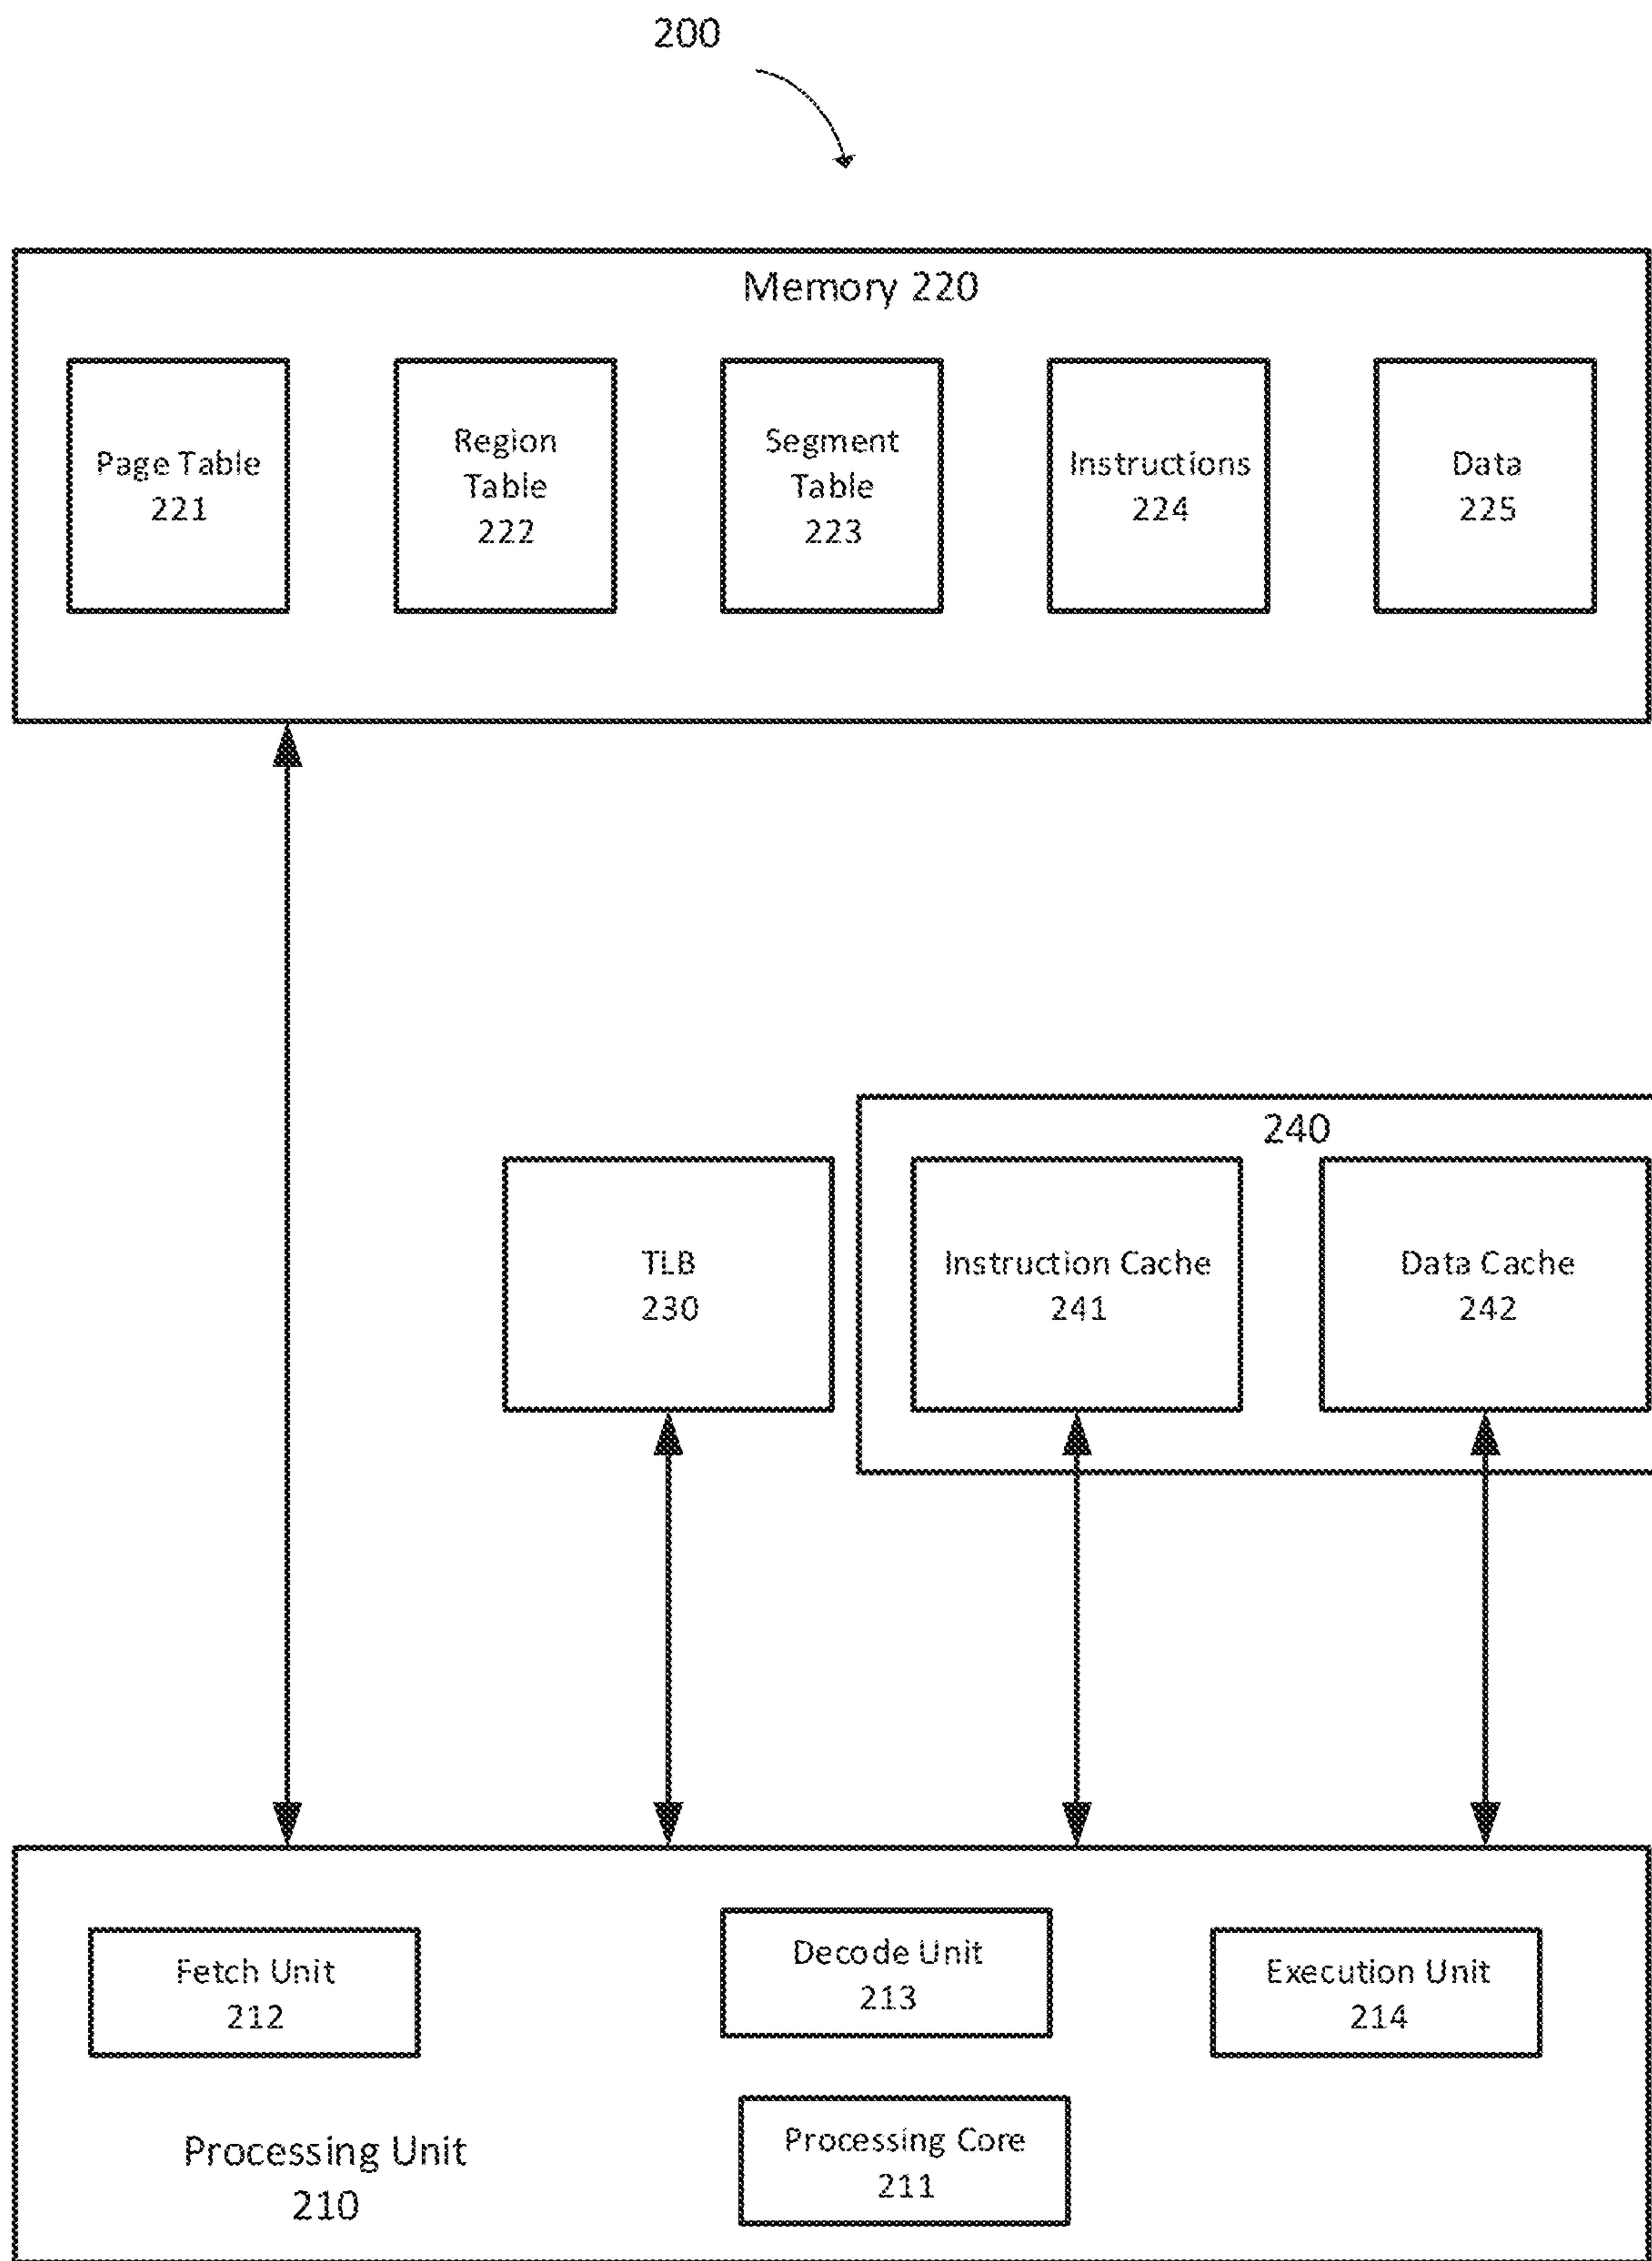 200
Memory 220
Page Table
221
Region
Table
222
Segment
Table
223
Instructions
224
Data
225
240
TLB
230
Instruction Cache
241
Data Cache
242
Fetch Unit
212
Decode Unit
213
Execution Unit
214
Processing Unit
210
Processing Core
211